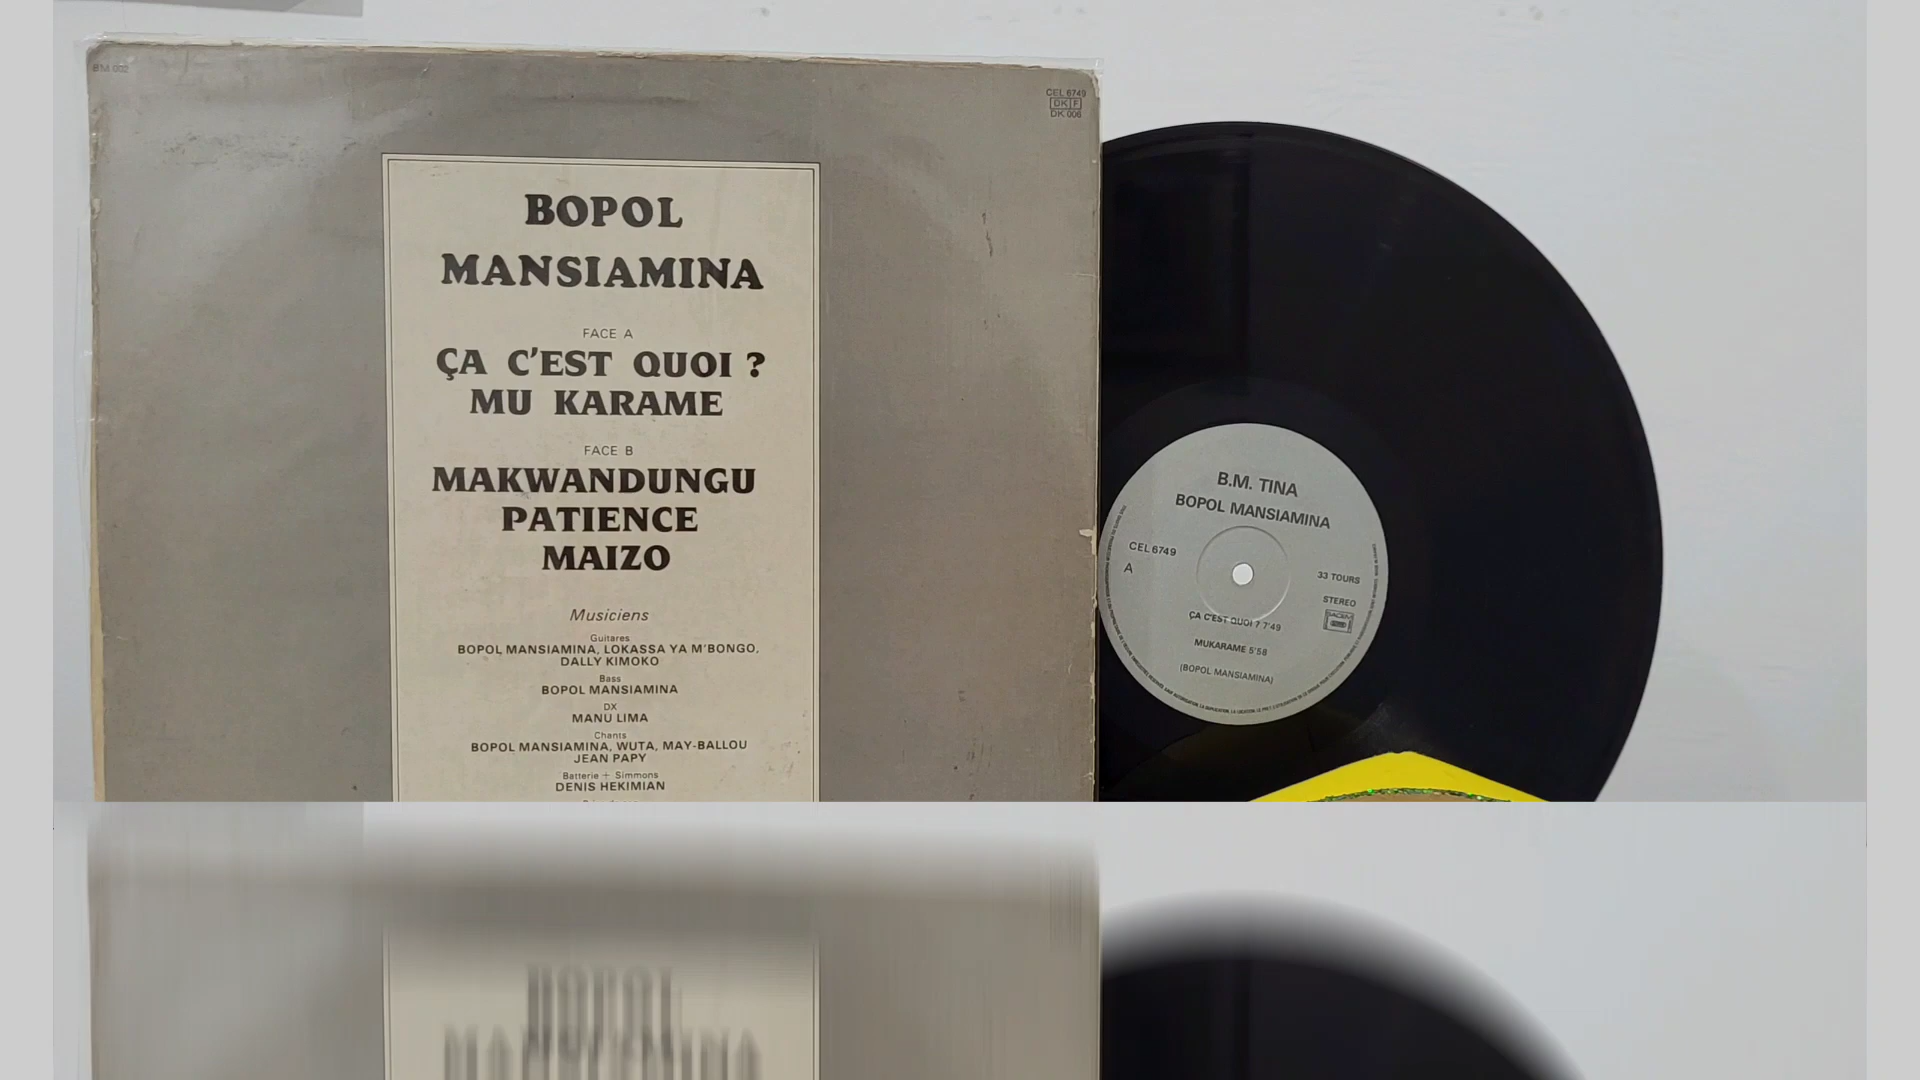 BM 002
CEL 6749
DK F
DK 006
BOPOL
MANSIAMINA
FACE A
ÇA C'EST QUOI ?
MU KARAME
FACE B
MAKWANDUNGU
PATIENCE
MAIZO
Musiciens
Guitares
BOPOL MANSIAMINA, LOKASSA YA M'BONGO,
DALLY KIMOKO
Bass
BOPOL MANSIAMINA
DX
MANU LIMA
Chants
BOPOL MANSIAMINA, WUTA, MAY-BALLOU
JEAN PAPY
Batterie + Simmons
DENIS HEKIMIAN
B.M. TINA
BOPOL MANSIAMINA
CEL 6749
A
33 TOURS
STEREO
SACEM
ÇA C'EST QUOI ? 7'49
MUKARAME 5'58
(BOPOL MANSIAMINA)